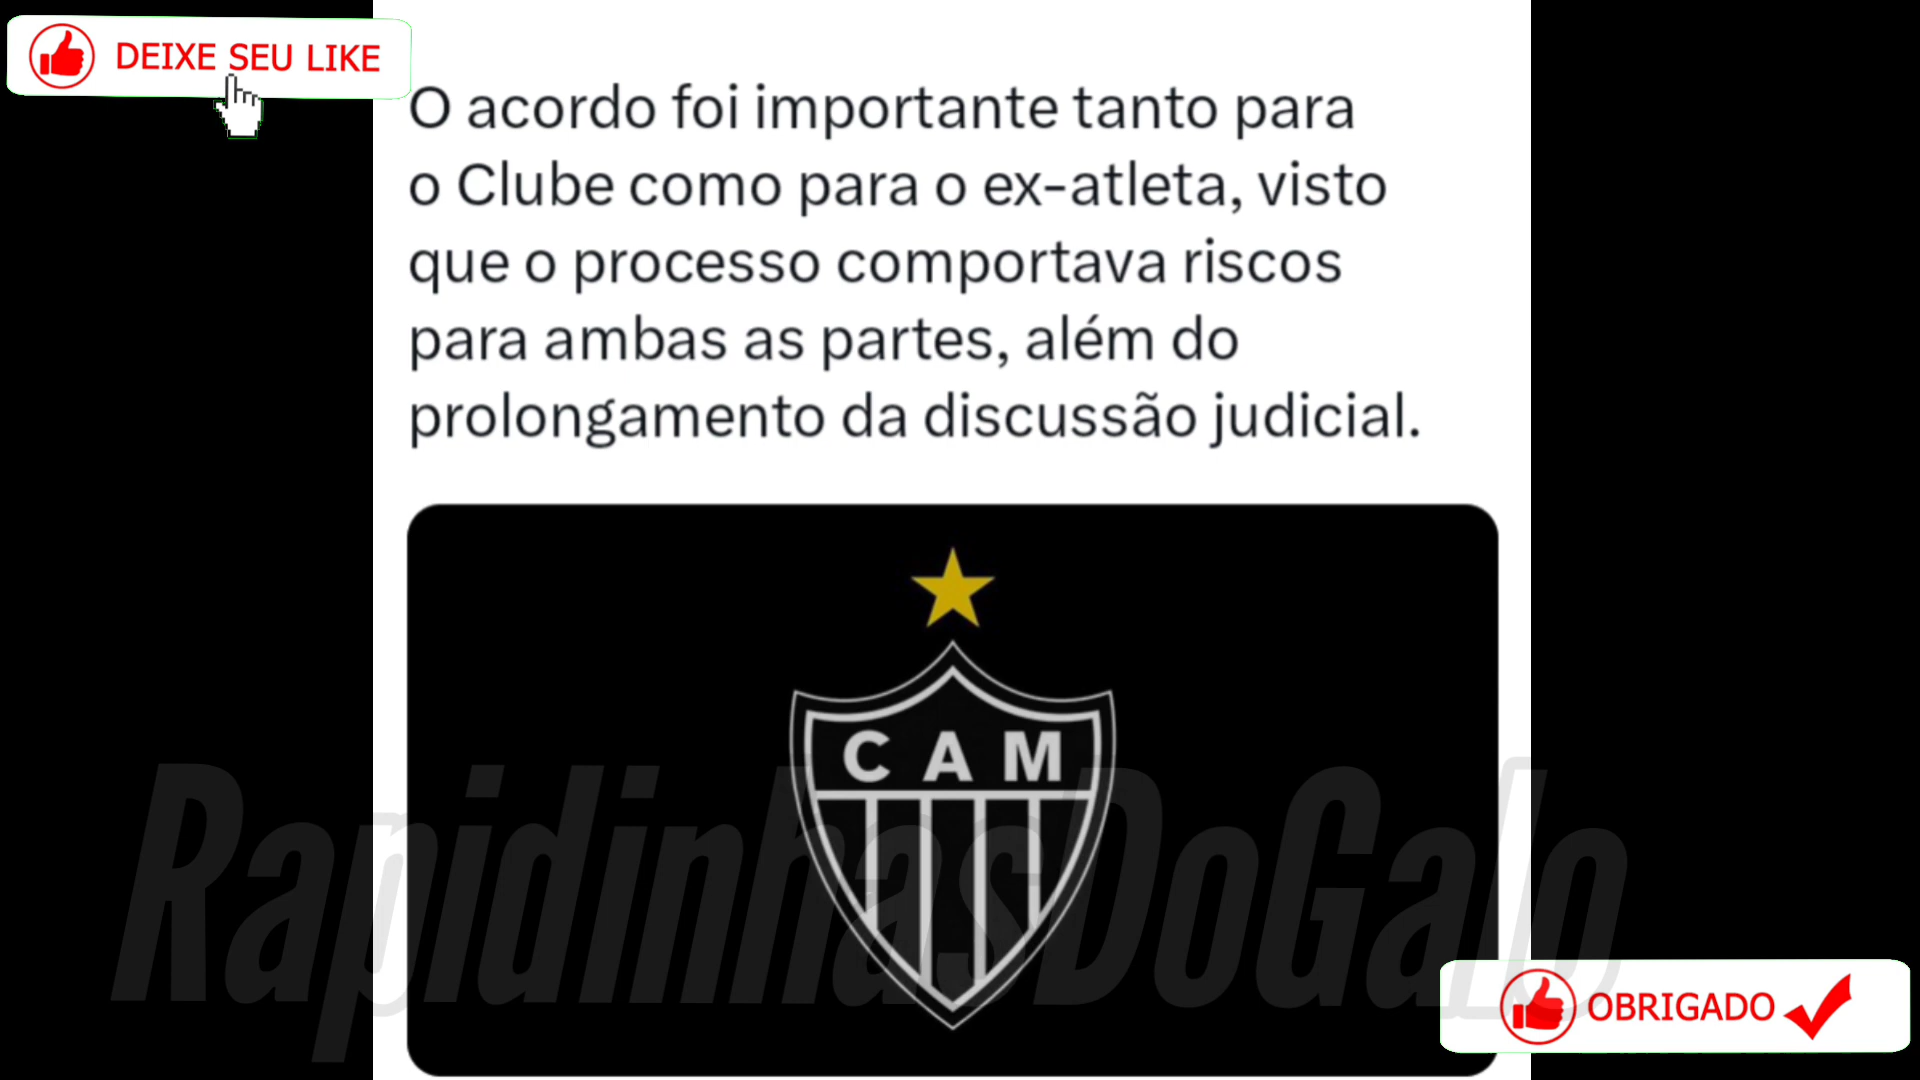 DEIXE SEU LIKE
O acordo foi importante tanto para
o Clube como para o ex-atleta, visto
que o processo comportava riscos
para ambas as partes, além do
prolongamento da discussão judicial.
C A M
RapidinhasDoGalo
OBRIGADO